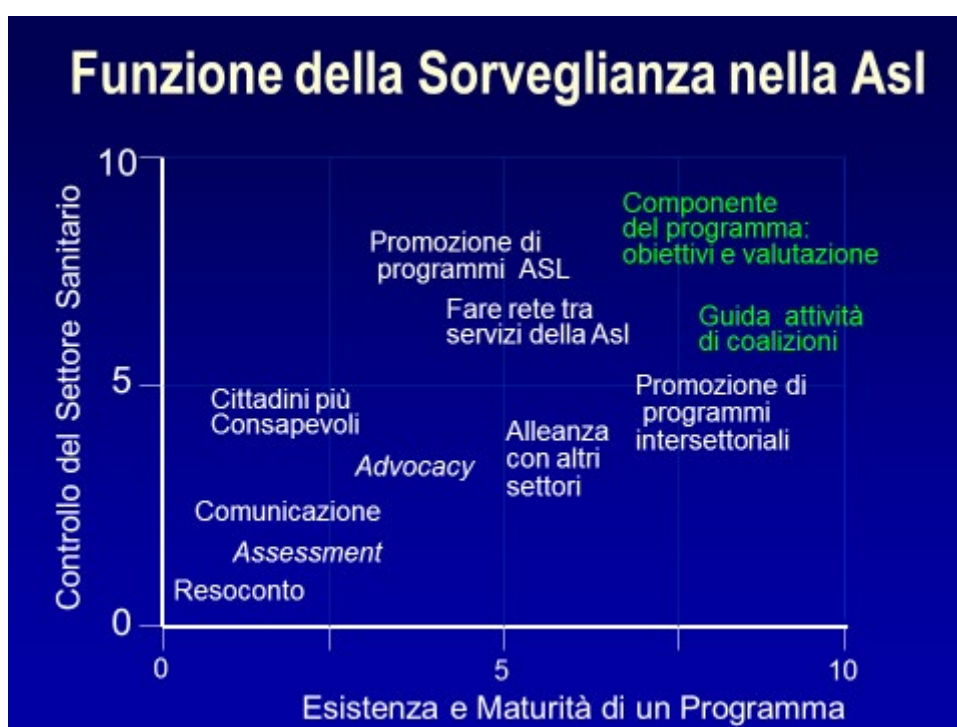 Funzione della Sorveglianza nella Asl
Controllo del Settore Sanitario
10
5
0
Componente
del programma:
obiettivi e valutazione
Promozione di
programmi ASL
Fare rete tra
servizi della Asl
Guida attività
di coalizioni
Promozione di
programmi
intersettoriali
Cittadini più
Consapevoli
Alleanza
con altri
settori
Advocacy
Comunicazione
Assessment
Resoconto
0
5
10
Esistenza e Maturità di un Programma